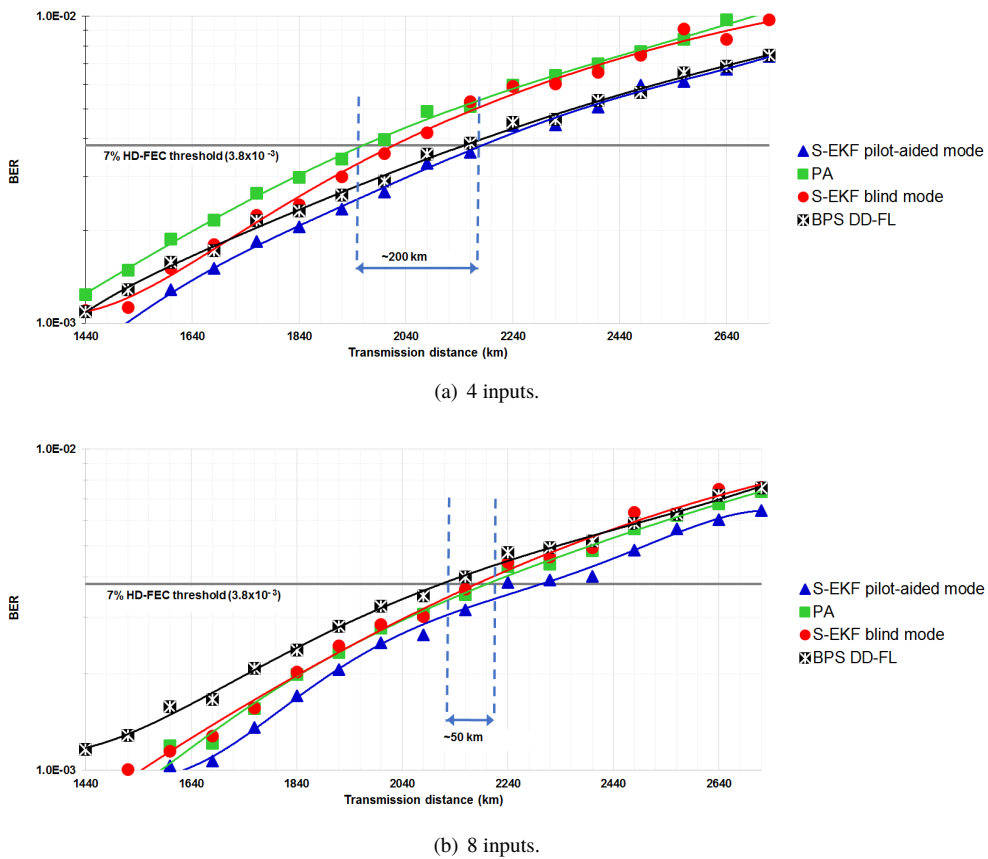 1.0E-02
BER
7% HD-FEC threshold (3.8x10 -3)
~200 km
1.0E-03
1440 1640 1840 2040 2240 2440 2640
Transmission distance (km)
S-EKF pilot-aided mode
PA
S-EKF blind mode
BPS DD-FL
(a) 4 inputs.
1.0E-02
BER
7% HD-FEC threshold (3.8x10-3)
~50 km
1.0E-03
1440 1640 1840 2040 2240 2440 2640
Transmission distance (km)
S-EKF pilot-aided mode
PA
S-EKF blind mode
BPS DD-FL
(b) 8 inputs.